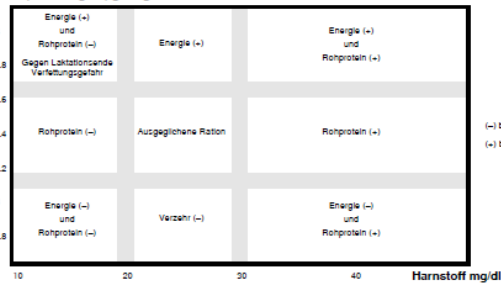 Energie (+)
und
Rohprotein (–)
Gegen Laktationsende
Verfettungsgefahr
Energie (+)
Energie (+)
und
Rohprotein (+)
Rohprotein (–)
Ausgeglichene Ration
Rohprotein (+)
(–)
(+)
Energie (–)
und
Rohprotein (–)
Verzehr (–)
Energie (–)
und
Rohprotein (+)
10 20 30 40 Harnstoff mg/dl